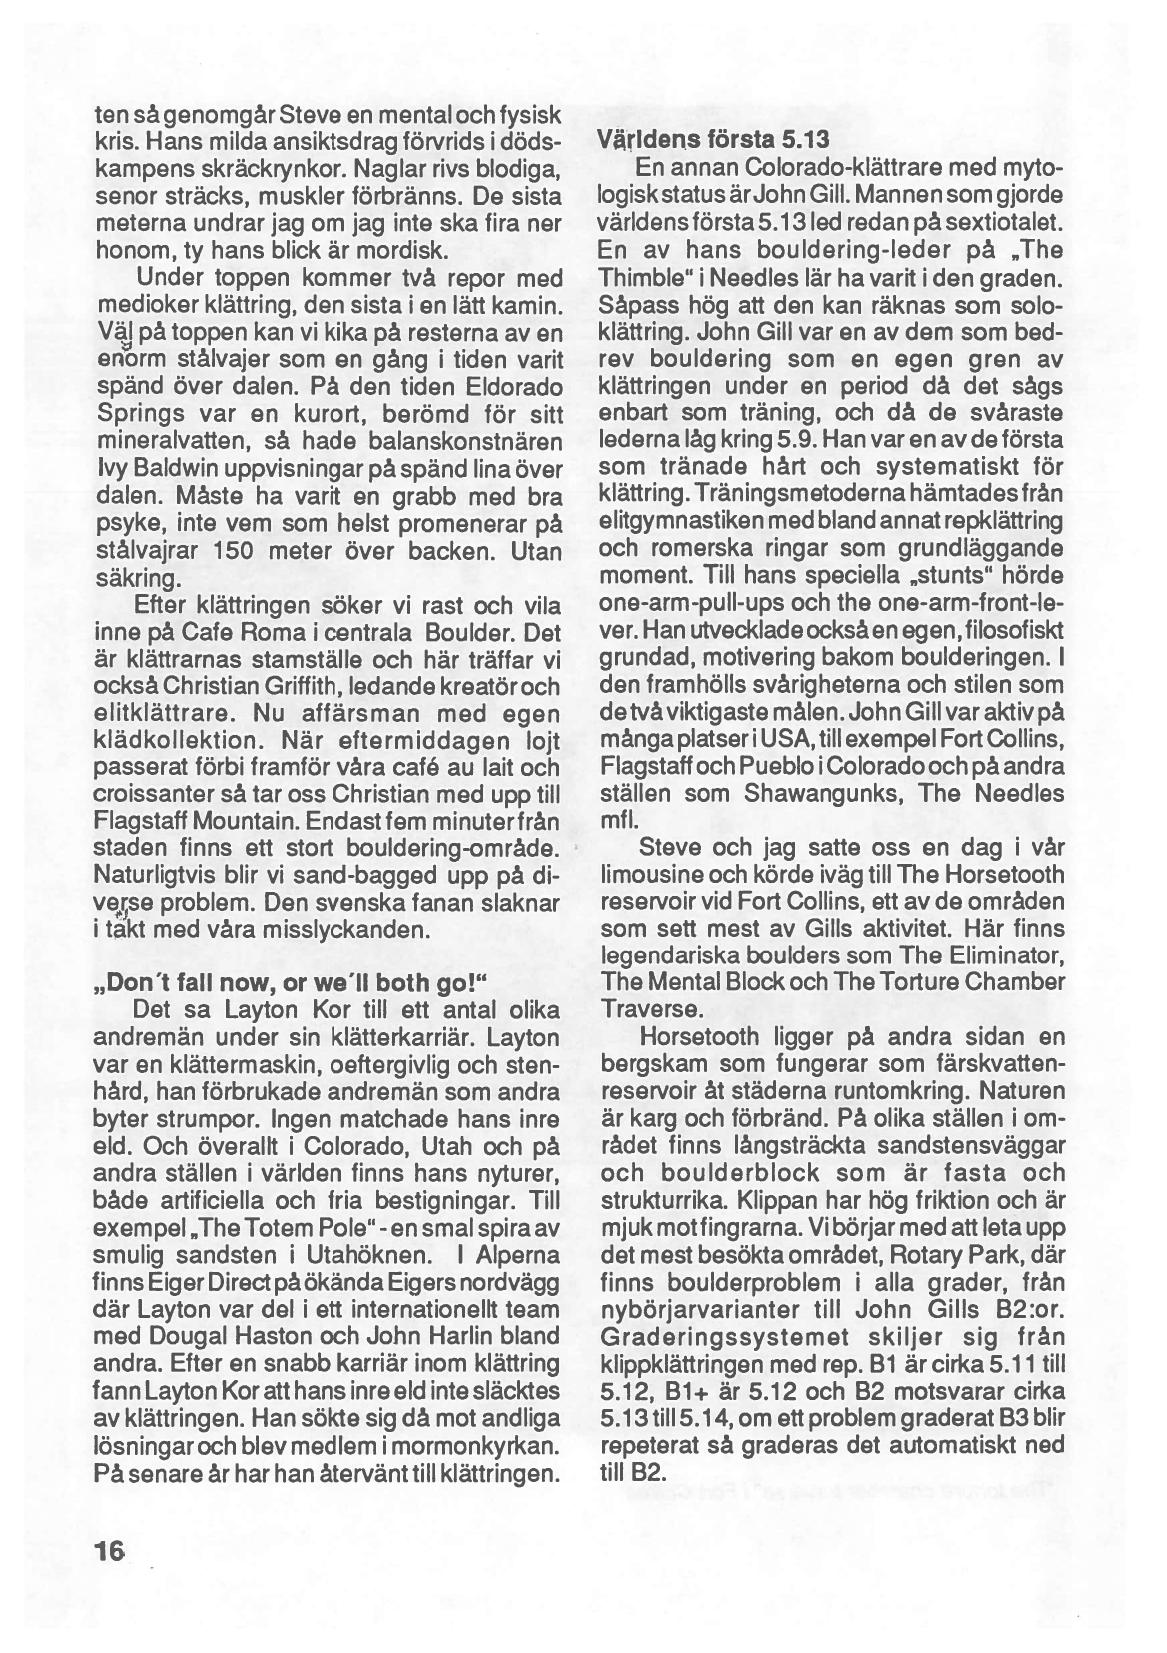 ten så genomgår Steve en mental och fysisk
kris. Hans milda ansiktsdrag förvrids i döds-
kampens skräckrynkor. Naglar rivs blodiga,
senor sträcks, muskler förbränns. De sista
meterna undrar jag om jag inte ska fira ner
honom, ty hans blick är mordisk.
Under toppen kommer två repor med
medioker klättring, den sista i en lätt kamin.
Väl på toppen kan vi kika på resterna av en
enorm stålvajer som en gång i tiden varit
spänd över dalen. På den tiden Eldorado
Springs var en kurort, berömd för sitt
mineralvatten, så hade balanskonstnären
Ivy Baldwin uppvisningar på spänd lina över
dalen. Måste ha varit en grabb med bra
psyke, inte vem som helst promenerar på
stålvajrar 150 meter över backen. Utan
säkring.
Efter klättringen söker vi rast och vila
inne på Cafe Roma i centrala Boulder. Det
är klättrarnas stamställe och här träffar vi
också Christian Griffith, ledande kreatör och
elitklättrare. Nu affärsman med egen
klädkollektion. När eftermiddagen lojt
passerat förbi framför våra café au lait och
croissanter så tar oss Christian med upp till
Flagstaff Mountain. Endast fem minuter från
staden finns ett stort bouldering-område.
Naturligtvis blir vi sand-bagged upp på di-
verse problem. Den svenska fanan slaknar
i takt med våra misslyckanden.
„Don´t fall now, or we´ll both go!“
Det sa Layton Kor till ett antal olika
andremän under sin klätterkarriär. Layton
var en klättermaskin, oeftergivlig och sten-
hård, han förbrukade andremän som andra
byter strumpor. Ingen matchade hans inre
eld. Och överallt i Colorado, Utah och på
andra ställen i världen finns hans nyturer,
både artificiella och fria bestigningar. Till
exempel „The Totem Pole“ - en smal spira av
smulig sandsten i Utahöknen. I Alperna
finns Eiger Direct på ökända Eigers nordvägg
där Layton var del i ett internationellt team
med Dougal Haston och John Harlin bland
andra. Efter en snabb karriär inom klättring
fann Layton Kor att hans inre eld inte släcktes
av klättringen. Han sökte sig då mot andliga
lösningar och blev medlem i mormonkyrkan.
På senare år har han återvänt till klättringen.
Världens första 5.13
En annan Colorado-klättrare med myto-
logisk status är John Gill. Mannen som gjorde
världens första 5.13 led redan på sextiotalet.
En av hans bouldering-leder på „The
Thimble“ i Needles lär ha varit i den graden.
Såpass hög att den kan räknas som solo-
klättring. John Gill var en av dem som bed-
rev bouldering som en egen gren av
klättringen under en period då det sågs
enbart som träning, och då de svåraste
lederna låg kring 5.9. Han var en av de första
som tränade hårt och systematiskt för
klättring. Träningsmetoderna hämtades från
elitgymnastiken med bland annat repklättring
och romerska ringar som grundläggande
moment. Till hans speciella „stunts“ hörde
one-arm-pull-ups och the one-arm-front-le-
ver. Han utvecklade också en egen, filosofiskt
grundad, motivering bakom boulderingen. I
den framhölls svårigheterna och stilen som
de två viktigaste målen. John Gill var aktiv på
många platser i USA, till exempel Fort Collins,
Flagstaff och Pueblo i Colorado och på andra
ställen som Shawangunks, The Needles
mfl.
Steve och jag satte oss en dag i vår
limousine och körde iväg till The Horsetooth
reservoir vid Fort Collins, ett av de områden
som sett mest av Gills aktivitet. Här finns
legendariska boulders som The Eliminator,
The Mental Block och The Torture Chamber
Traverse.
Horsetooth ligger på andra sidan en
bergskam som fungerar som färskvatten-
reservoir åt städerna runtomkring. Naturen
är karg och förbränd. På olika ställen i om-
rådet finns långsträckta sandstensväggar
och boulderblock som är fasta och
strukturrika. Klippan har hög friktion och är
mjuk mot fingrarna. Vi börjar med att leta upp
det mest besökta området, Rotary Park, där
finns boulderproblem i alla grader, från
nybörjarvarianter till John Gills B2:or.
Graderingssystemet skiljer sig från
klippklättringen med rep. B1 är cirka 5.11 till
5.12, B1+ är 5.12 och B2 motsvarar cirka
5.13 till 5.14, om ett problem graderat B3 blir
repeterat så graderas det automatiskt ned
till B2.
16